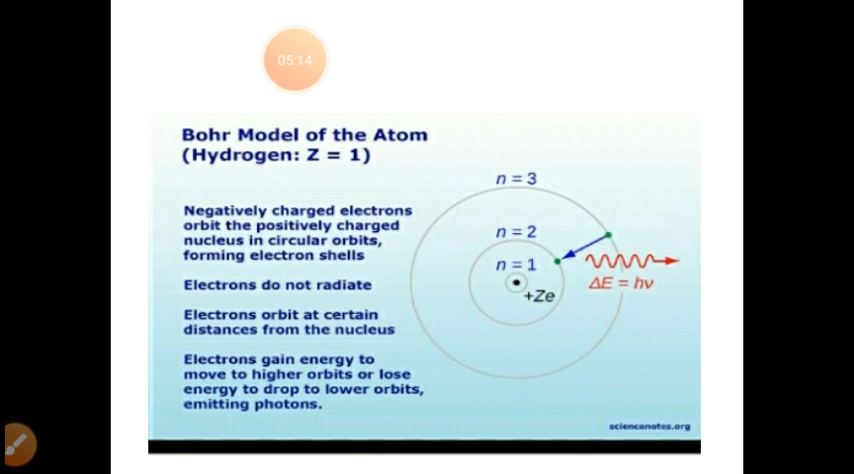 05:14
Bohr Model of the Atom
(Hydrogen: Z = 1)
Negatively charged electrons
orbit the positively charged
nucleus in circular orbits,
forming electron shells
Electrons do not radiate
Electrons orbit at certain
distances from the nucleus
Electrons gain energy to
move to higher orbits or lose
energy to drop to lower orbits,
emitting photons.
n = 3
n = 2
n = 1
+Ze
ΔE = hν
sciencenotes.org